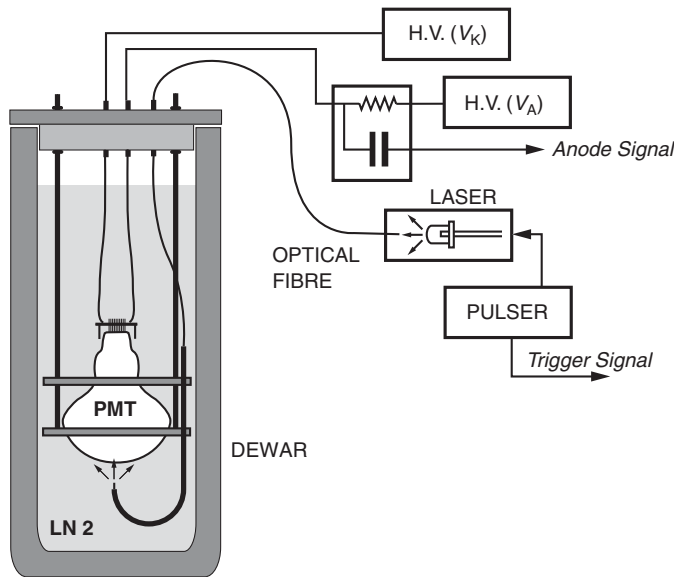 H.V. (VK)
H.V. (VA)
Anode Signal
LASER
OPTICAL
FIBRE
PULSER
Trigger Signal
PMT
DEWAR
LN 2